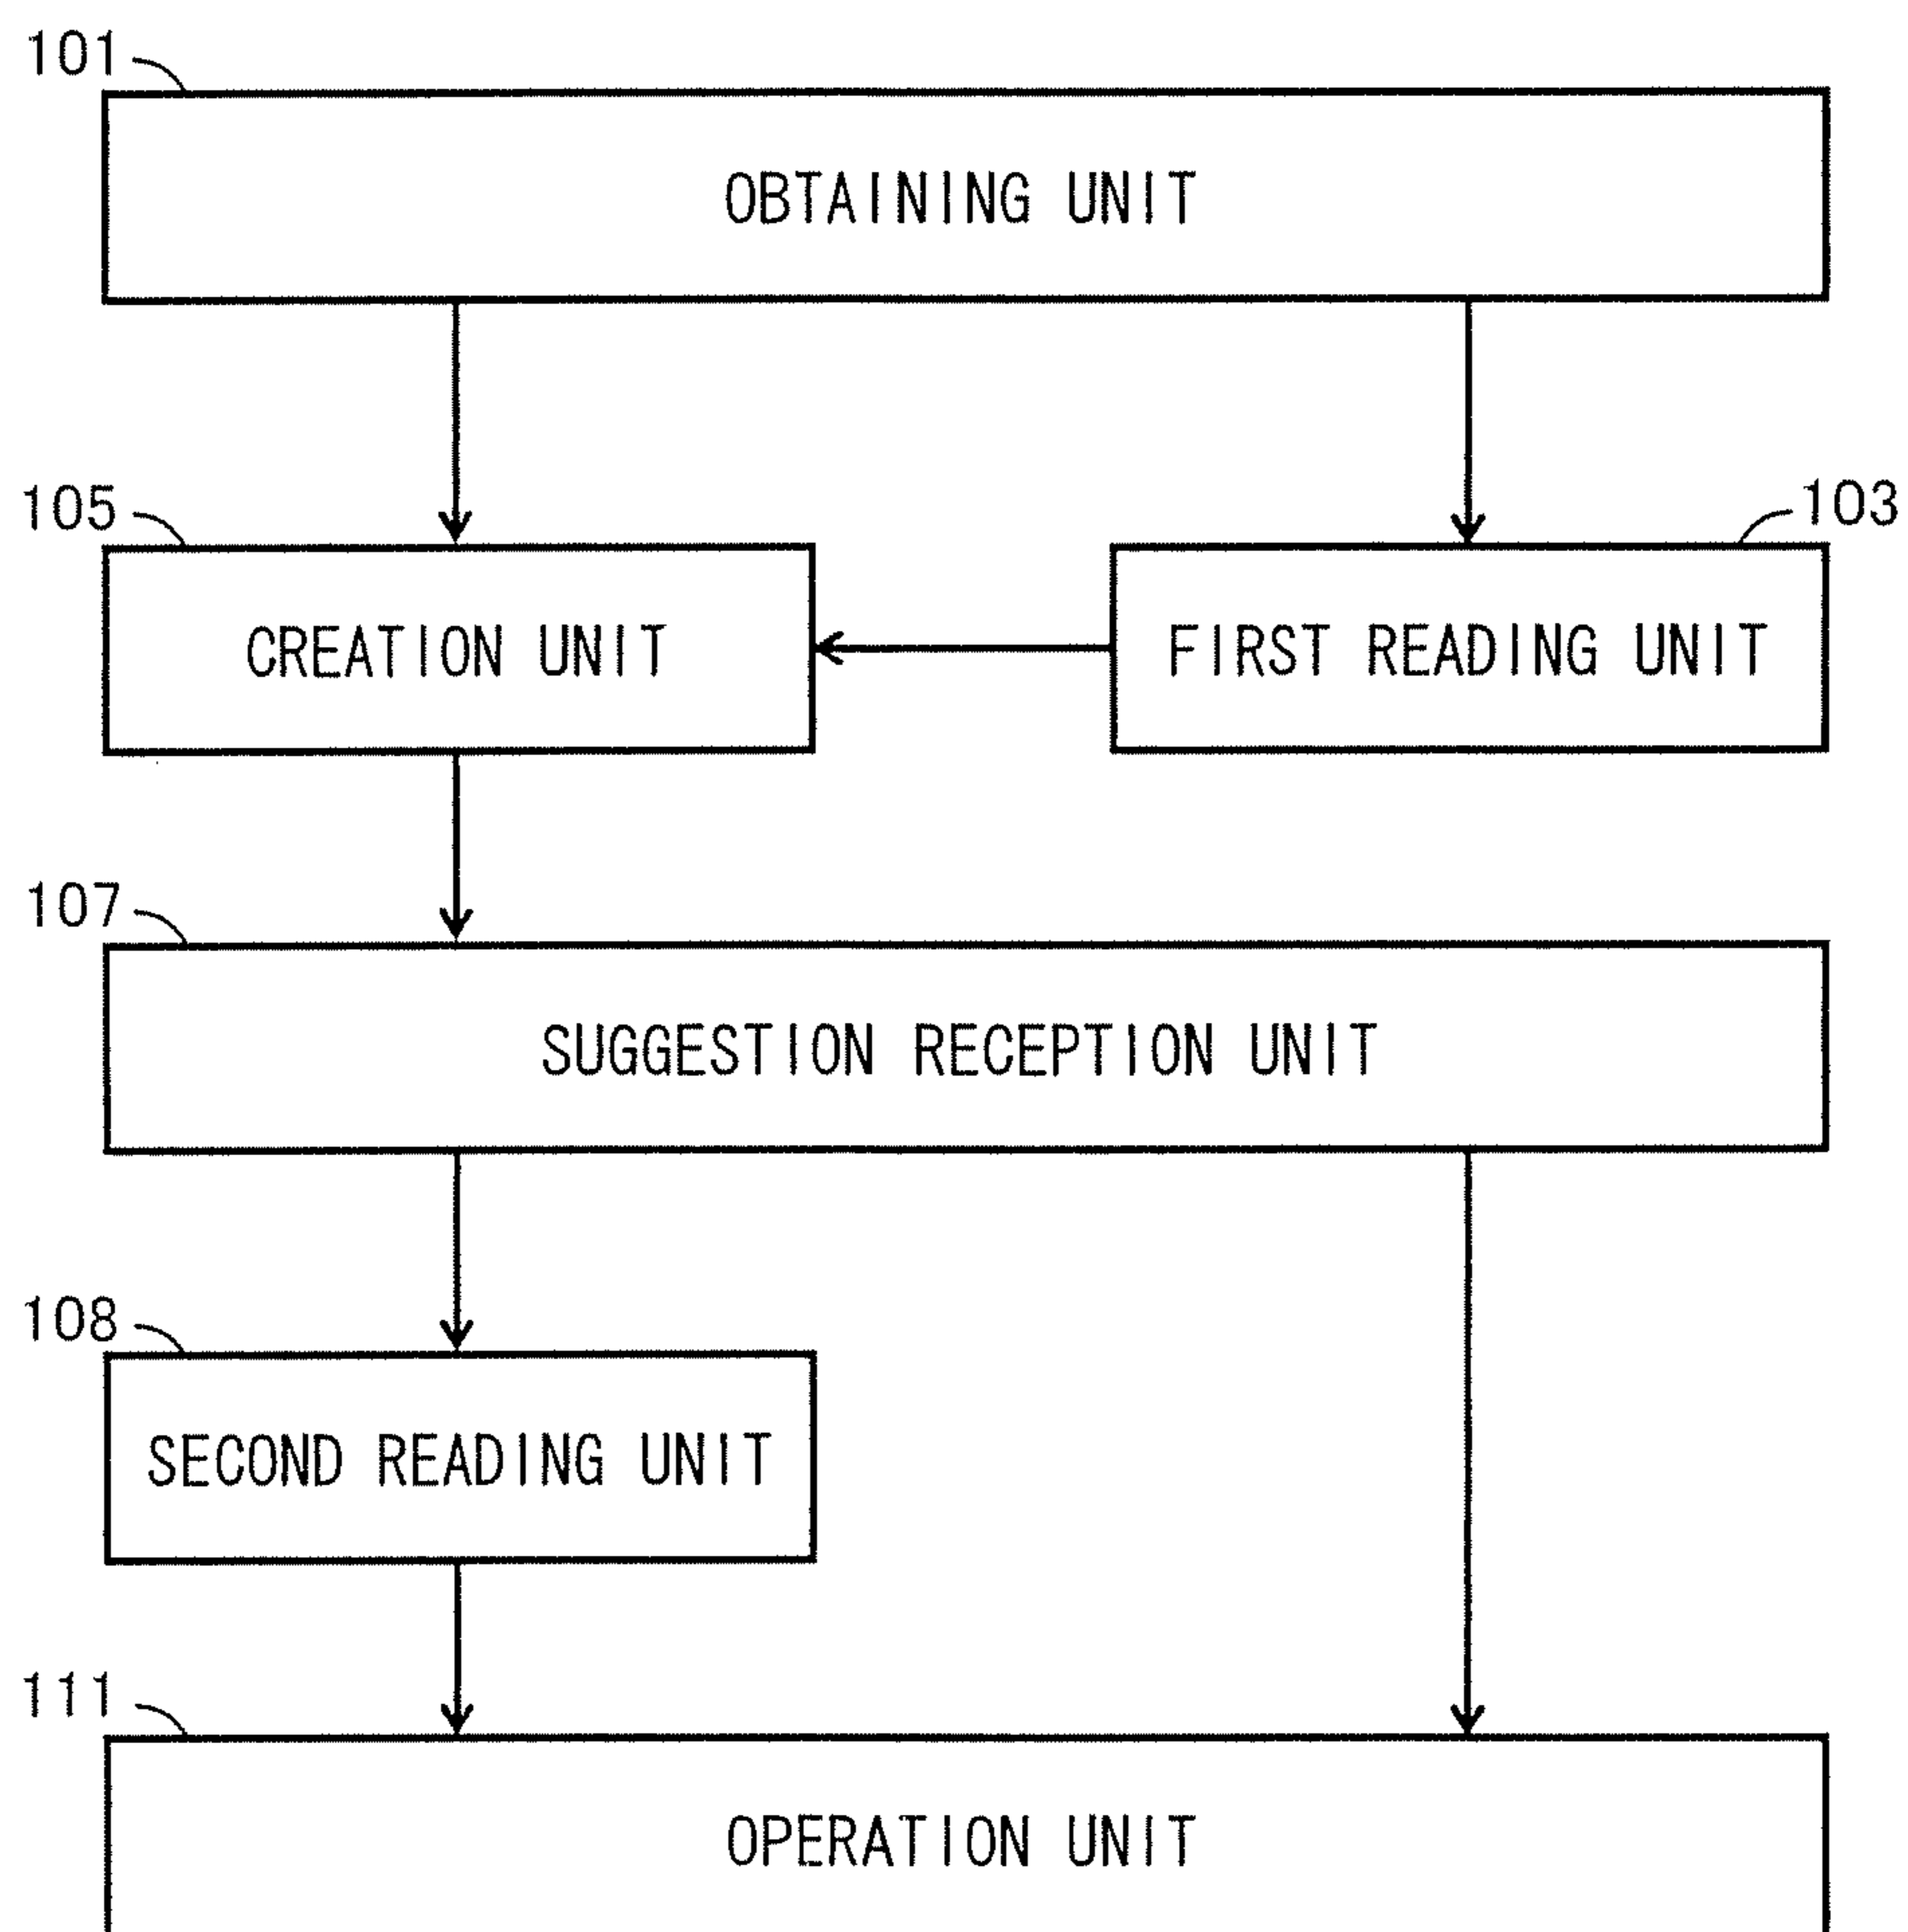 101
OBTAINING UNIT
105
103
CREATION UNIT
FIRST READING UNIT
107
SUGGESTION RECEPTION UNIT
108
SECOND READING UNIT
111
OPERATION UNIT